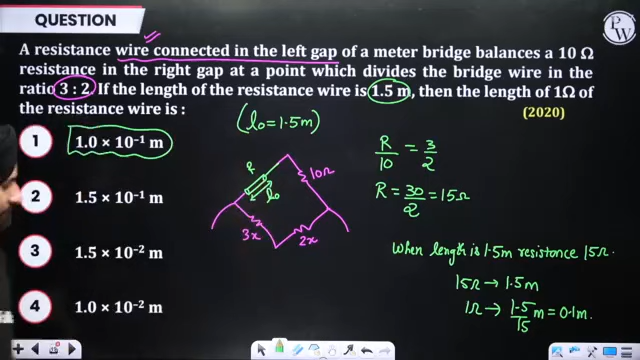 QUESTION
PW
A resistance wire connected in the left gap of a meter bridge balances a 10 Ω
resistance in the right gap at a point which divides the bridge wire in the
ratio 3 : 2. If the length of the resistance wire is 1.5 m, then the length of 1Ω of
the resistance wire is :
(2020)
(l₀=1.5m)
1 1.0 × 10⁻¹ m
2 1.5 × 10⁻¹ m
3 1.5 × 10⁻² m
4 1.0 × 10⁻² m
R
l₀
10Ω
3x
2x
R/10 = 3/2
R = 30/2 = 15Ω
When length is 1.5m resistance 15Ω.
15Ω → 1.5m
1Ω → 1.5/15 m = 0.1m.